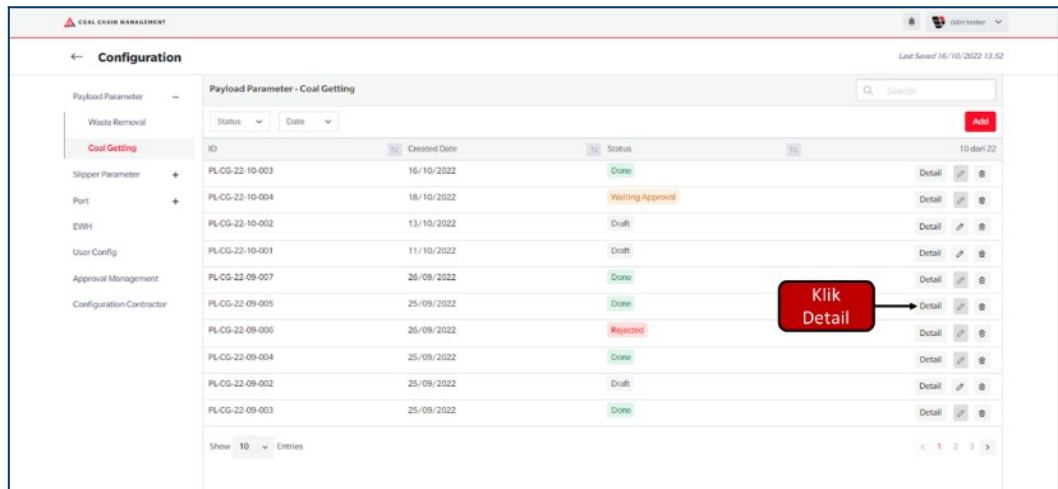 COAL CHAIN MANAGEMENT
ddm tester
← Configuration
Last Saved 16/10/2022 13.52
Payload Parameter −
Waste Removal
Coal Getting
Slipper Parameter +
Port +
EWH
User Config
Approval Management
Configuration Contractor
Payload Parameter - Coal Getting
Search
Status Date
Add
ID Created Date Status 10 dari 22
PL-CG-22-10-003 16/10/2022 Done Detail
PL-CG-22-10-004 18/10/2022 Waiting Approval Detail
PL-CG-22-10-002 13/10/2022 Draft Detail
PL-CG-22-10-001 11/10/2022 Draft Detail
PL-CG-22-09-007 26/09/2022 Done Detail
PL-CG-22-09-005 25/09/2022 Done Detail
Klik
Detail
PL-CG-22-09-006 26/09/2022 Rejected Detail
PL-CG-22-09-004 25/09/2022 Done Detail
PL-CG-22-09-002 25/09/2022 Draft Detail
PL-CG-22-09-003 25/09/2022 Done Detail
Show 10 Entries
< 1 2 3 >